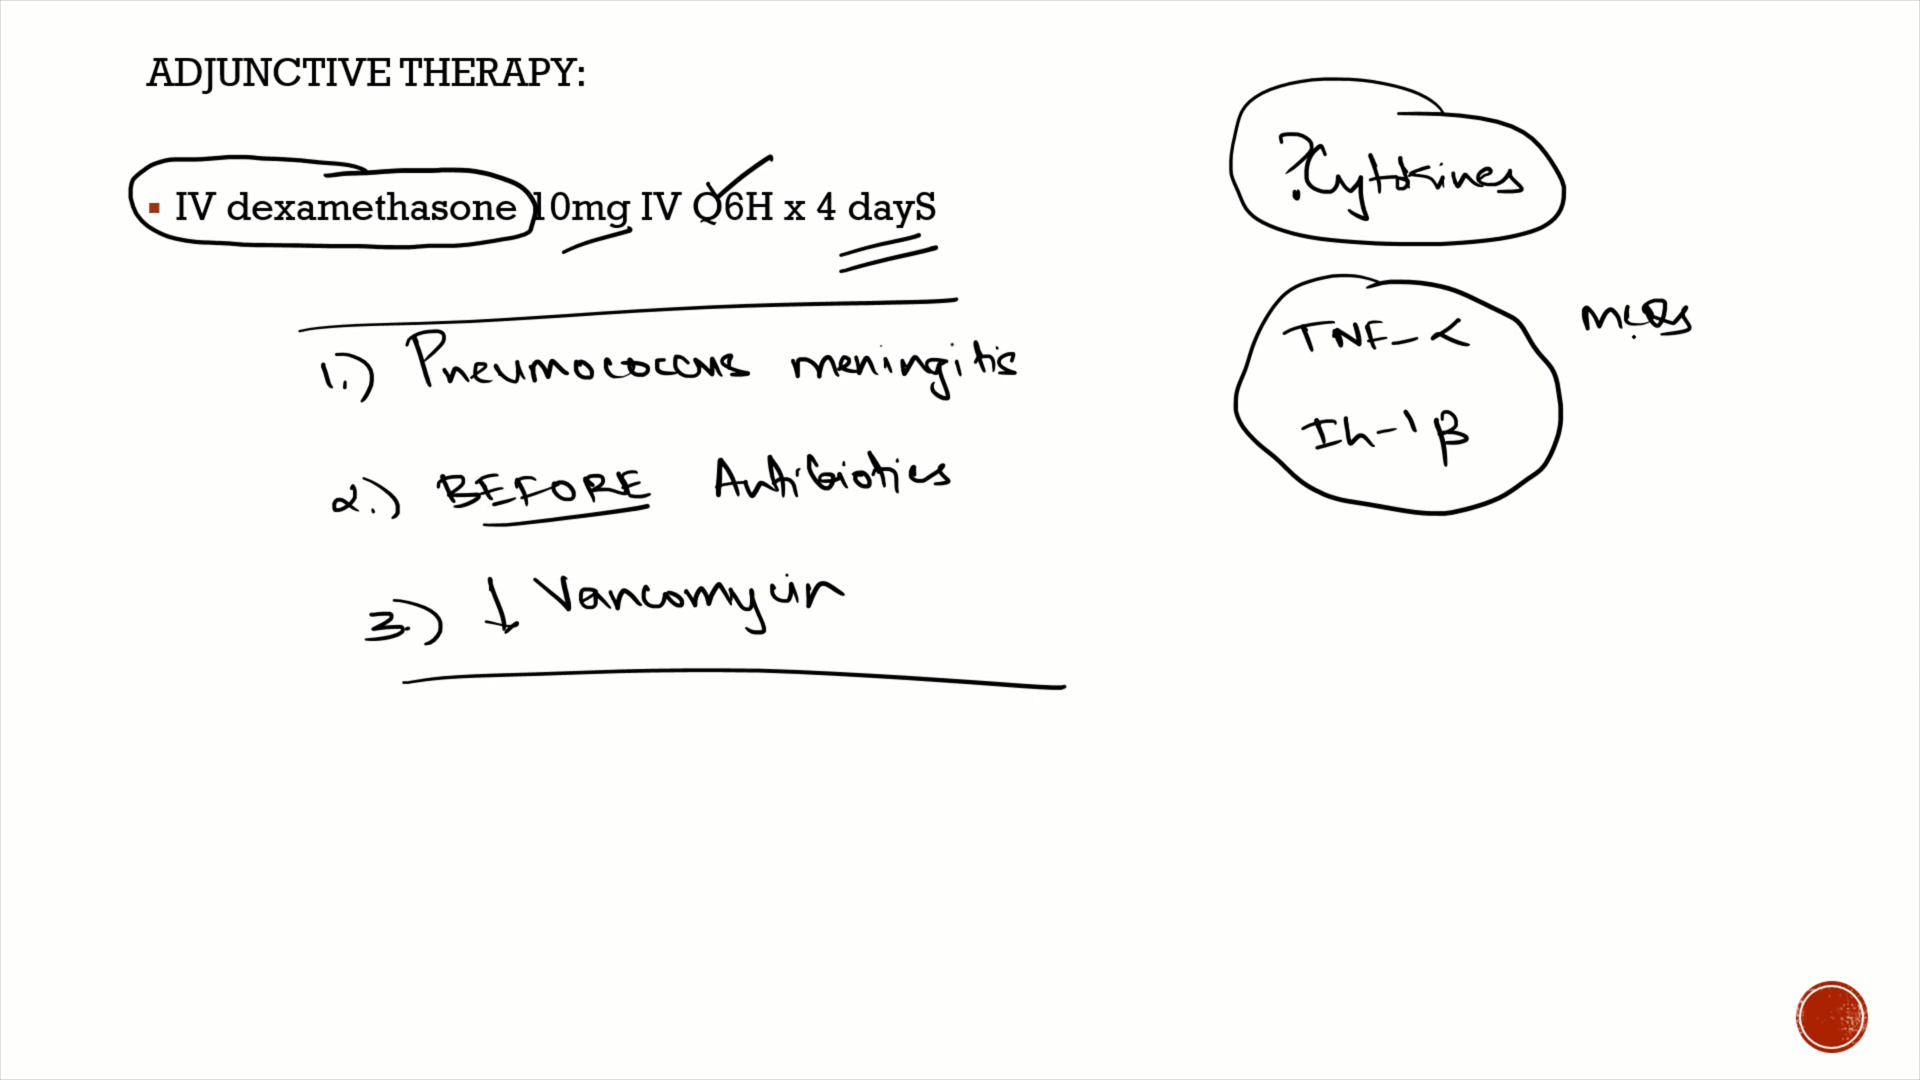 ADJUNCTIVE THERAPY:
▪ IV dexamethasone 10mg IV Q6H x 4 dayS
1.) Pneumococcus meningitis
2.) BEFORE Antibiotics
3.) ↓ Vancomycin
?Cytokines
TNF-α
IL-1β
MCQs